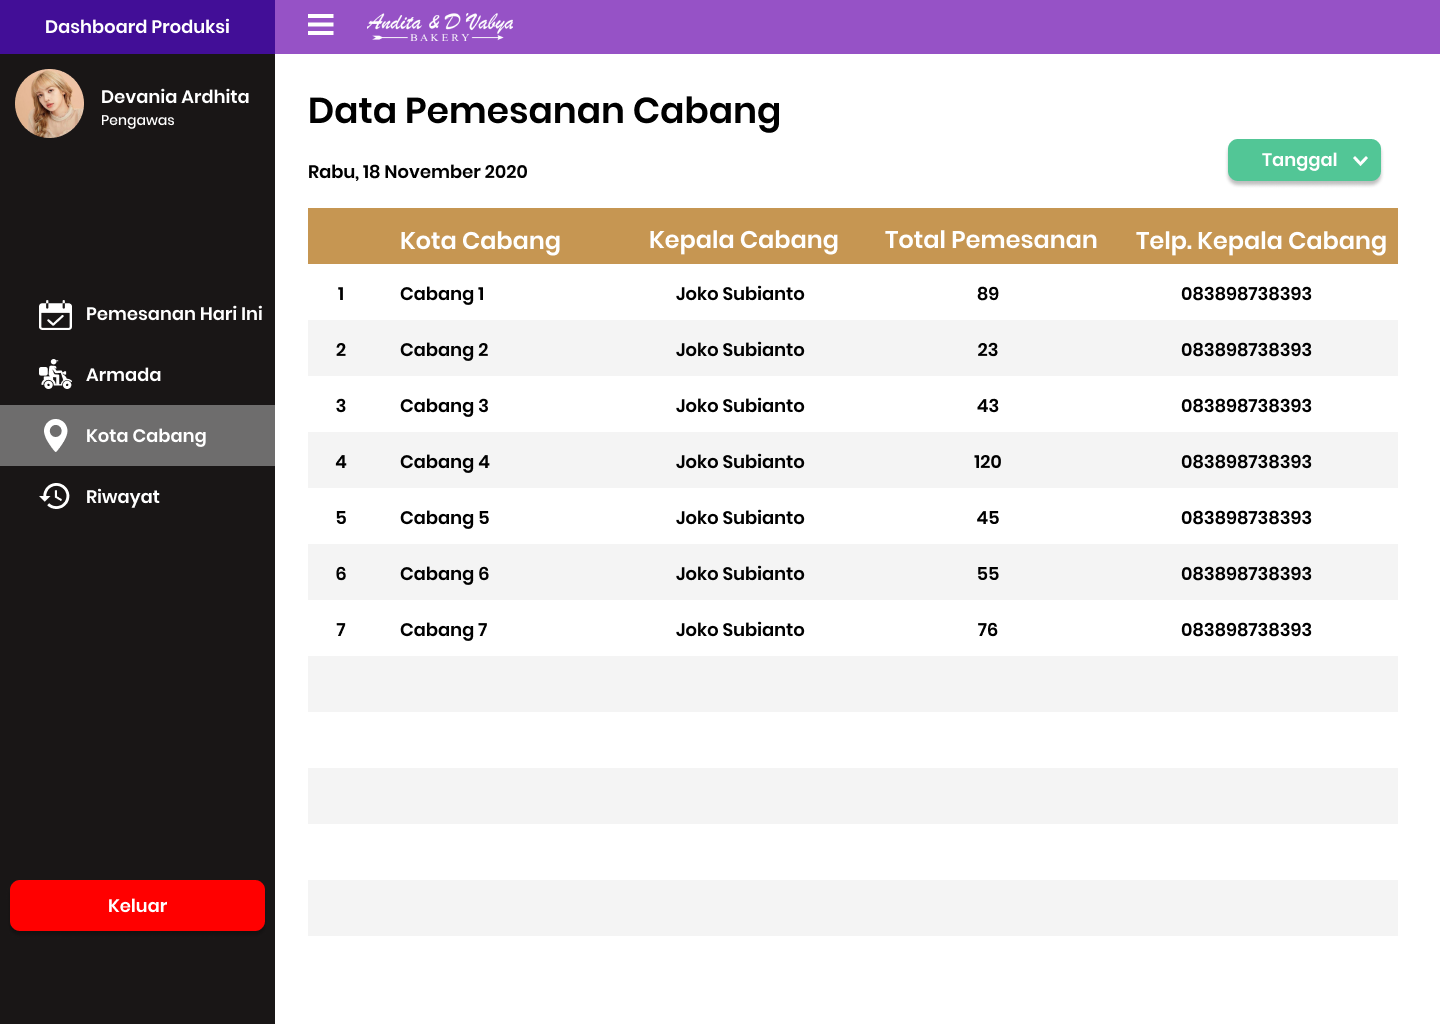 Dashboard Produksi
Andita & D'Vabya
BAKERY
Devania Ardhita
Pengawas
Pemesanan Hari Ini
Armada
Kota Cabang
Riwayat
Keluar
Data Pemesanan Cabang
Rabu, 18 November 2020
Tanggal
Kota Cabang Kepala Cabang Total Pemesanan Telp. Kepala Cabang
1 Cabang 1 Joko Subianto 89 083898738393
2 Cabang 2 Joko Subianto 23 083898738393
3 Cabang 3 Joko Subianto 43 083898738393
4 Cabang 4 Joko Subianto 120 083898738393
5 Cabang 5 Joko Subianto 45 083898738393
6 Cabang 6 Joko Subianto 55 083898738393
7 Cabang 7 Joko Subianto 76 083898738393